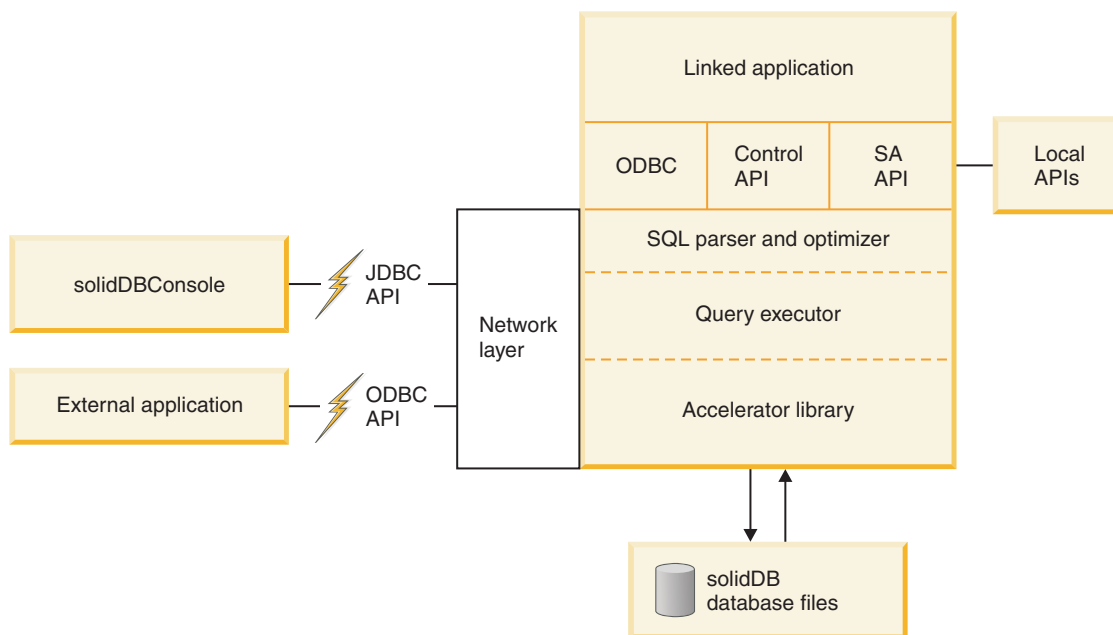 Linked application
ODBC
Control
API
SA
API
Local
APIs
SQL parser and optimizer
solidDBConsole
JDBC
API
Network
layer
Query executor
External application
ODBC
API
Accelerator library
solidDB
database files